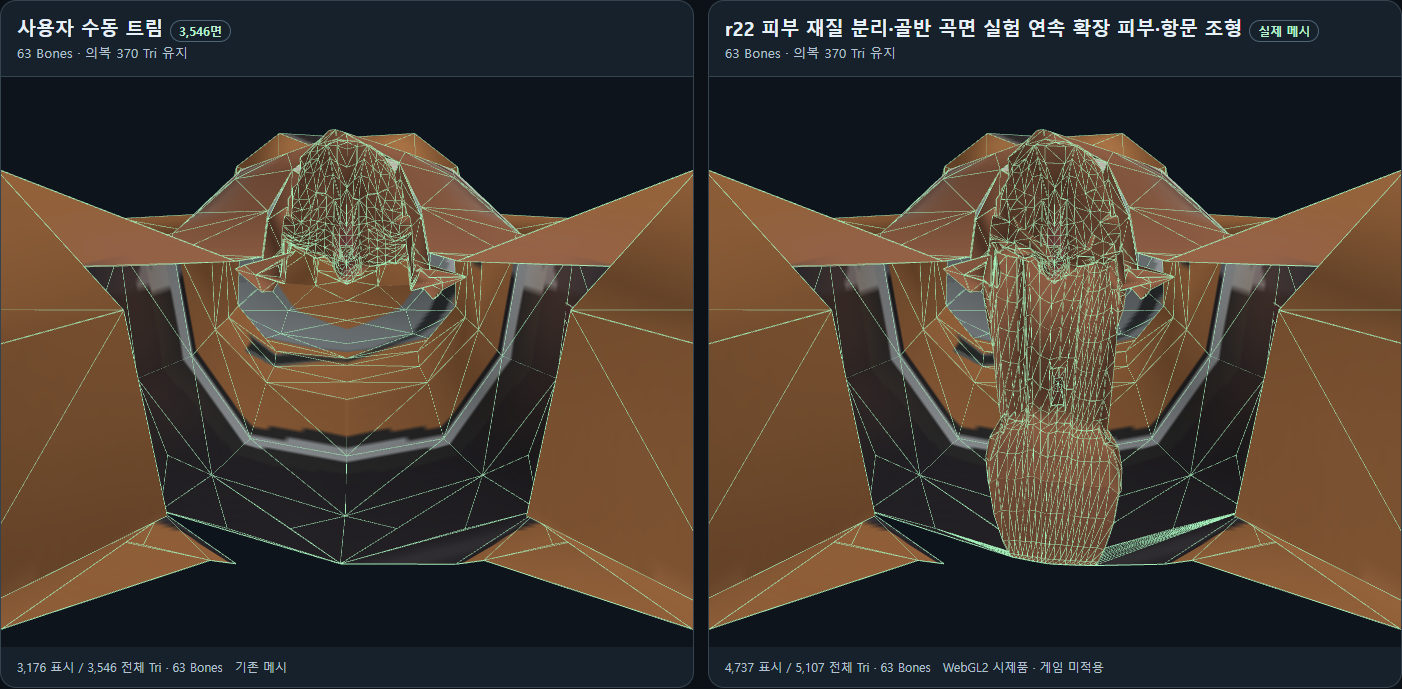 사용자 수동 트림 3,546면
63 Bones · 의복 370 Tri 유지
3,176 표시 / 3,546 전체 Tri · 63 Bones 기존 메시
r22 피부 재질 분리·골반 곡면 실험 연속 확장 피부·항문 조형 실제 메시
63 Bones · 의복 370 Tri 유지
4,737 표시 / 5,107 전체 Tri · 63 Bones WebGL2 시제품 · 게임 미적용